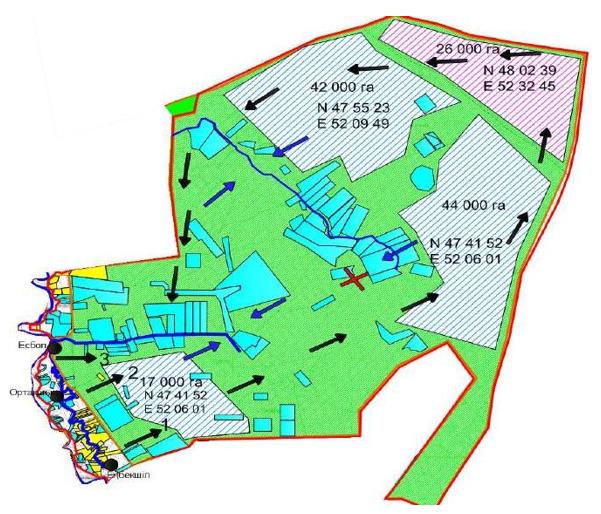 26 000 га
N 48 02 39
E 52 32 45
42 000 га
N 47 55 23
E 52 09 49
44 000 га
N 47 41 52
E 52 06 01
Есбол
3
2
17 000 га
N 47 41 52
E 52 06 01
1